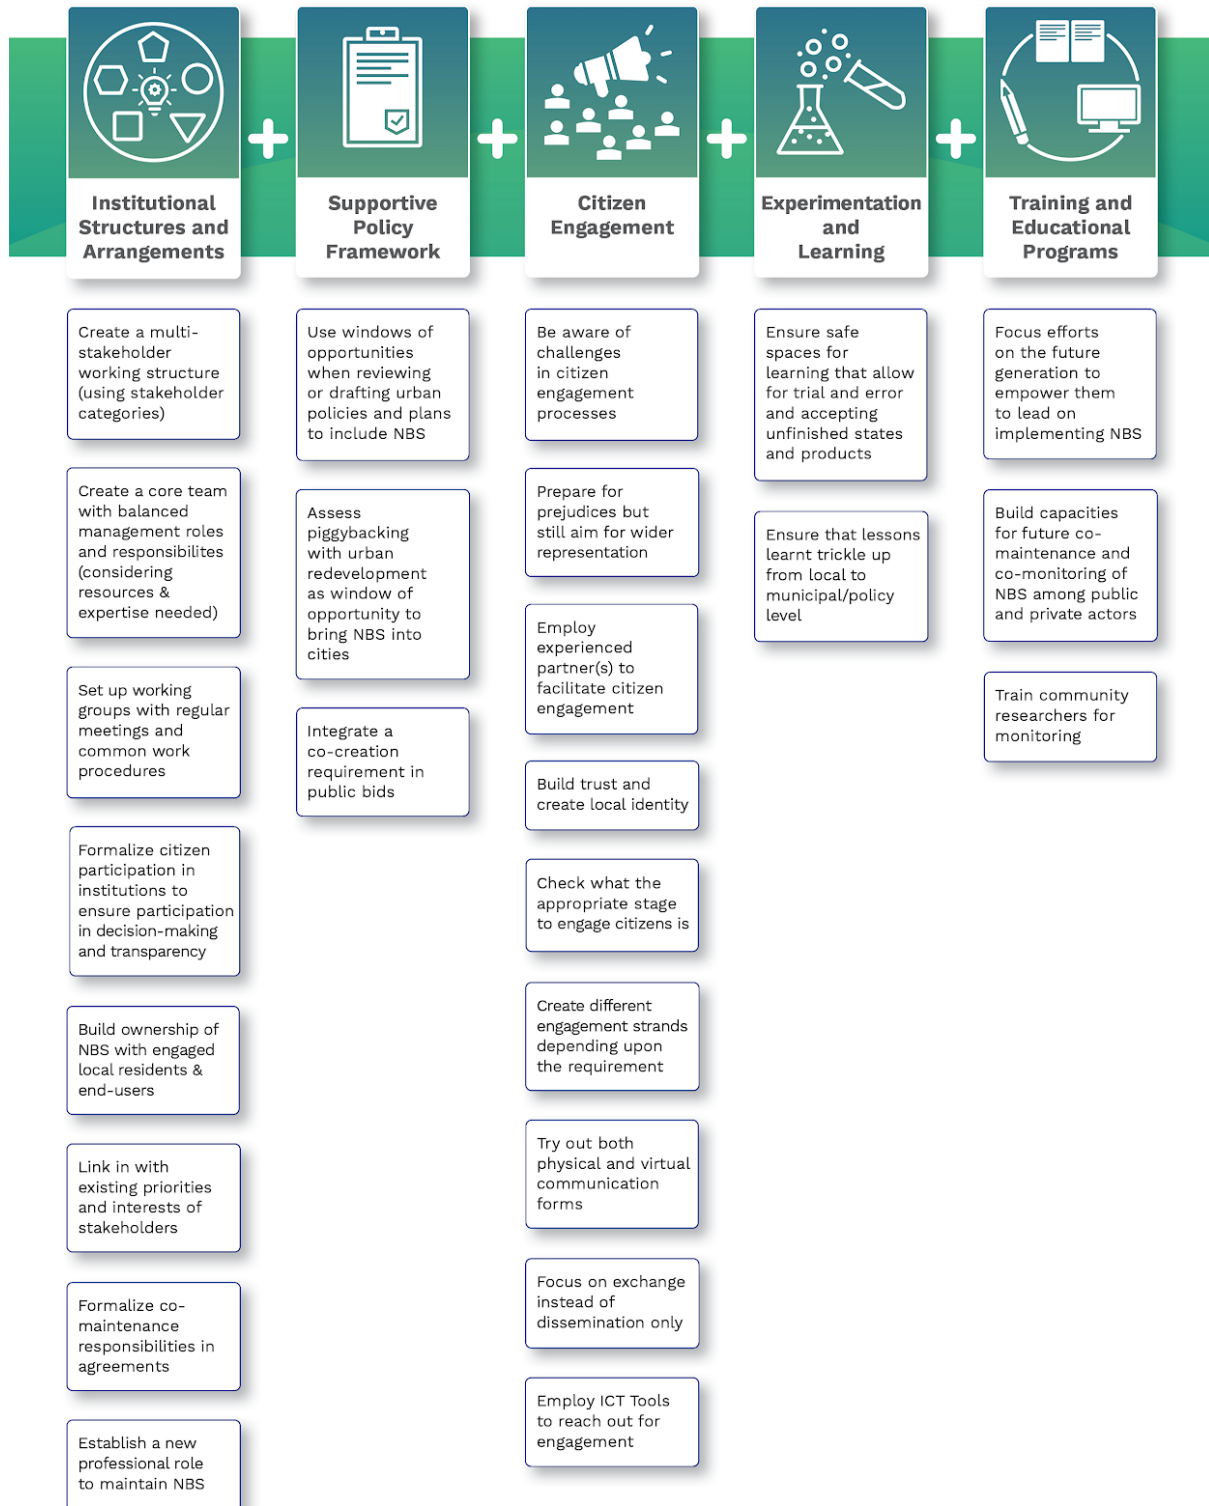 Institutional
Structures and
Arrangements
Create a multi-
stakeholder
working structure
(using stakeholder
categories)
Create a core team
with balanced
management roles
and responsibilites
(considering
resources &
expertise needed)
Set up working
groups with regular
meetings and
common work
procedures
Formalize citizen
participation in
institutions to
ensure participation
in decision-making
and transparency
Build ownership of
NBS with engaged
local residents &
end-users
Link in with
existing priorities
and interests of
stakeholders
Formalize co-
maintenance
responsibilities in
agreements
Establish a new
professional role
to maintain NBS
Supportive
Policy
Framework
Use windows of
opportunities
when reviewing
or drafting urban
policies and plans
to include NBS
Assess
piggybacking
with urban
redevelopment
as window of
opportunity to
bring NBS into
cities
Integrate a
co-creation
requirement in
public bids
Citizen
Engagement
Be aware of
challenges
in citizen
engagement
processes
Prepare for
prejudices but
still aim for wider
representation
Employ
experienced
partner(s) to
facilitate citizen
engagement
Build trust and
create local identity
Check what the
appropriate stage
to engage citizens is
Create different
engagement strands
depending upon
the requirement
Try out both
physical and virtual
communication
forms
Focus on exchange
instead of
dissemination only
Employ ICT Tools
to reach out for
engagement
Experimentation
and
Learning
Ensure safe
spaces for
learning that allow
for trial and error
and accepting
unfinished states
and products
Ensure that lessons
learnt trickle up
from local to
municipal/policy
level
Training and
Educational
Programs
Focus efforts
on the future
generation to
empower them
to lead on
implementing NBS
Build capacities
for future co-
maintenance and
co-monitoring of
NBS among public
and private actors
Train community
researchers for
monitoring